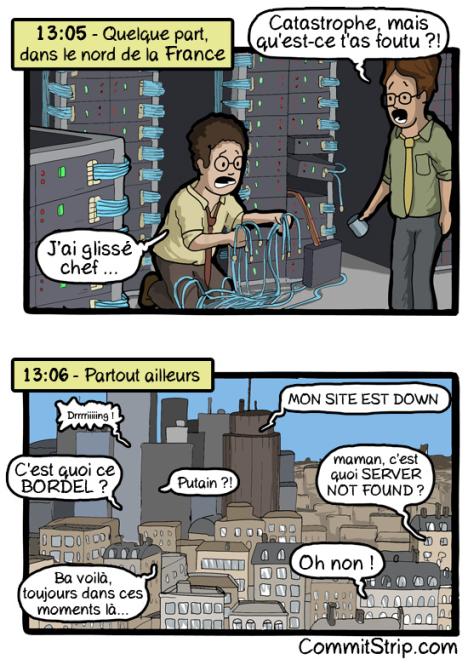 13:05 - Quelque part,
dans le nord de la France
Catastrophe, mais
qu'est-ce t'as foutu ?!
J'ai glissé
chef ...
13:06 - Partout ailleurs
Drrrriiiiing !
MON SITE EST DOWN
C'est quoi ce
BORDEL ?
Putain ?!
maman, c'est
quoi SERVER
NOT FOUND ?
Ba voilà,
toujours dans ces
moments là...
Oh non !
CommitStrip.com